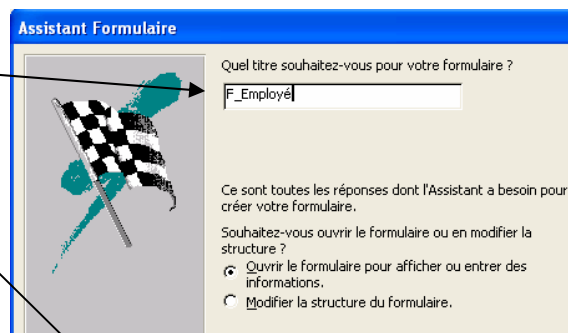 Assistant Formulaire
Quel titre souhaitez-vous pour votre formulaire ?
F_Employé
Ce sont toutes les réponses dont l'Assistant a besoin pour
créer votre formulaire.
Souhaitez-vous ouvrir le formulaire ou en modifier la
structure ?
Ouvrir le formulaire pour afficher ou entrer des
informations.
Modifier la structure du formulaire.